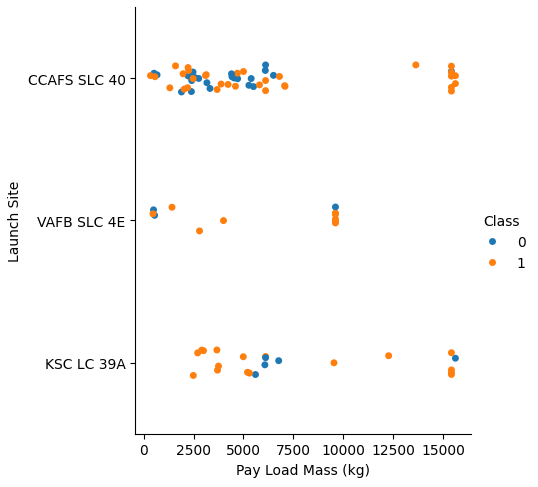 CCAFS SLC 40
VAFB SLC 4E
KSC LC 39A
Launch Site
0 2500 5000 7500 10000 12500 15000
Pay Load Mass (kg)
Class
0
1